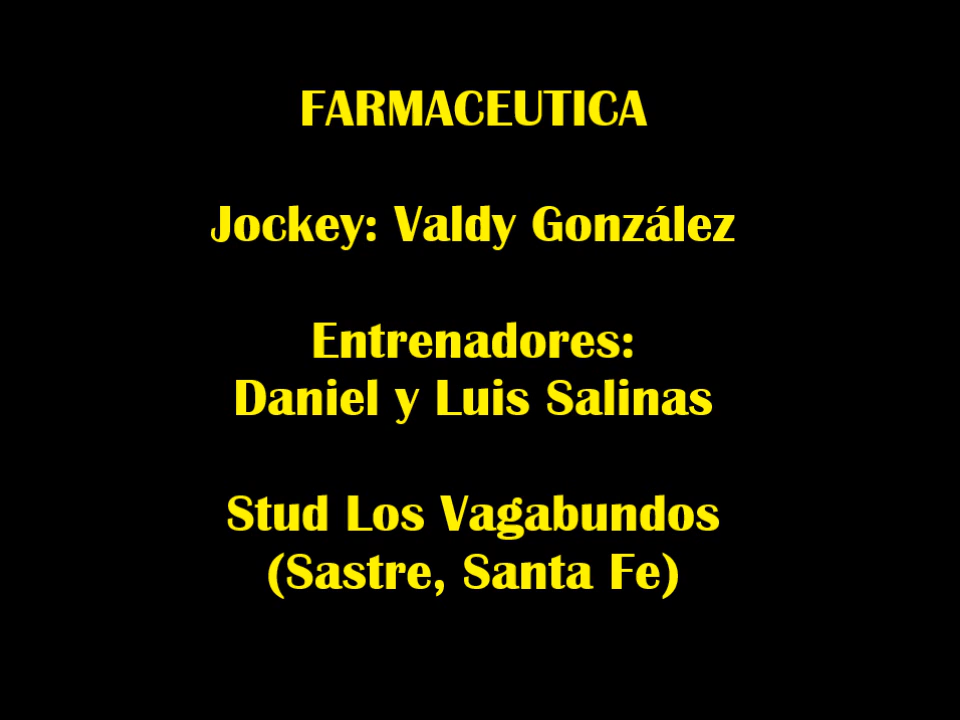 FARMACEUTICA
Jockey: Valdy González
Entrenadores:
Daniel y Luis Salinas
Stud Los Vagabundos
(Sastre, Santa Fe)